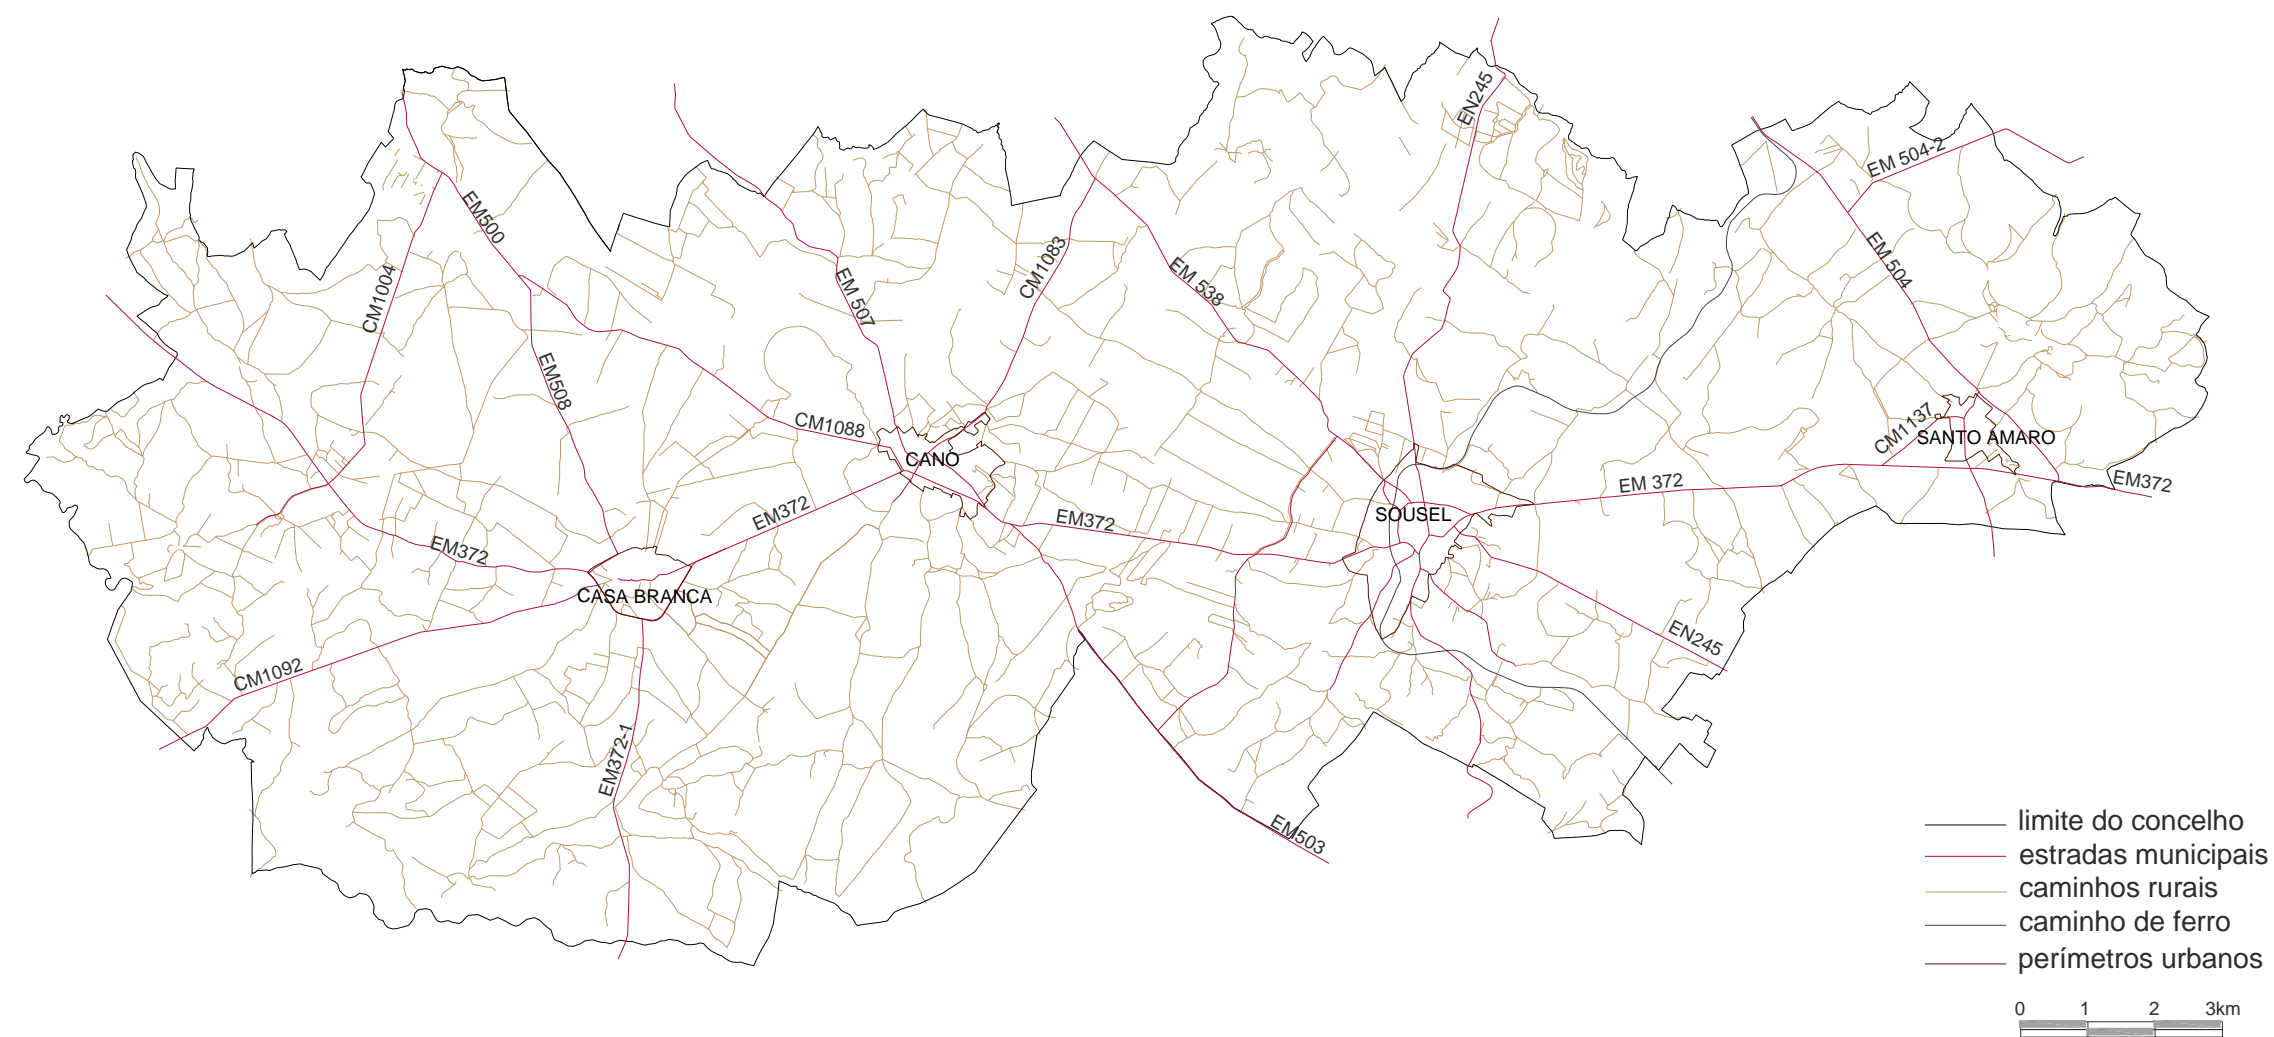 EN245
EM 504-2
EM500
CM1083
EM 504
EM 538
CM1004
EM 507
EM508
CM1088
CM1137
SANTO AMARO
CANO
EM 372
EM372
EM372
EM372
SOUSEL
EM372
CASA BRANCA
EN245
CM1092
EM372-1
EM503
limite do concelho
estradas municipais
caminhos rurais
caminho de ferro
perímetros urbanos
0 1 2 3km